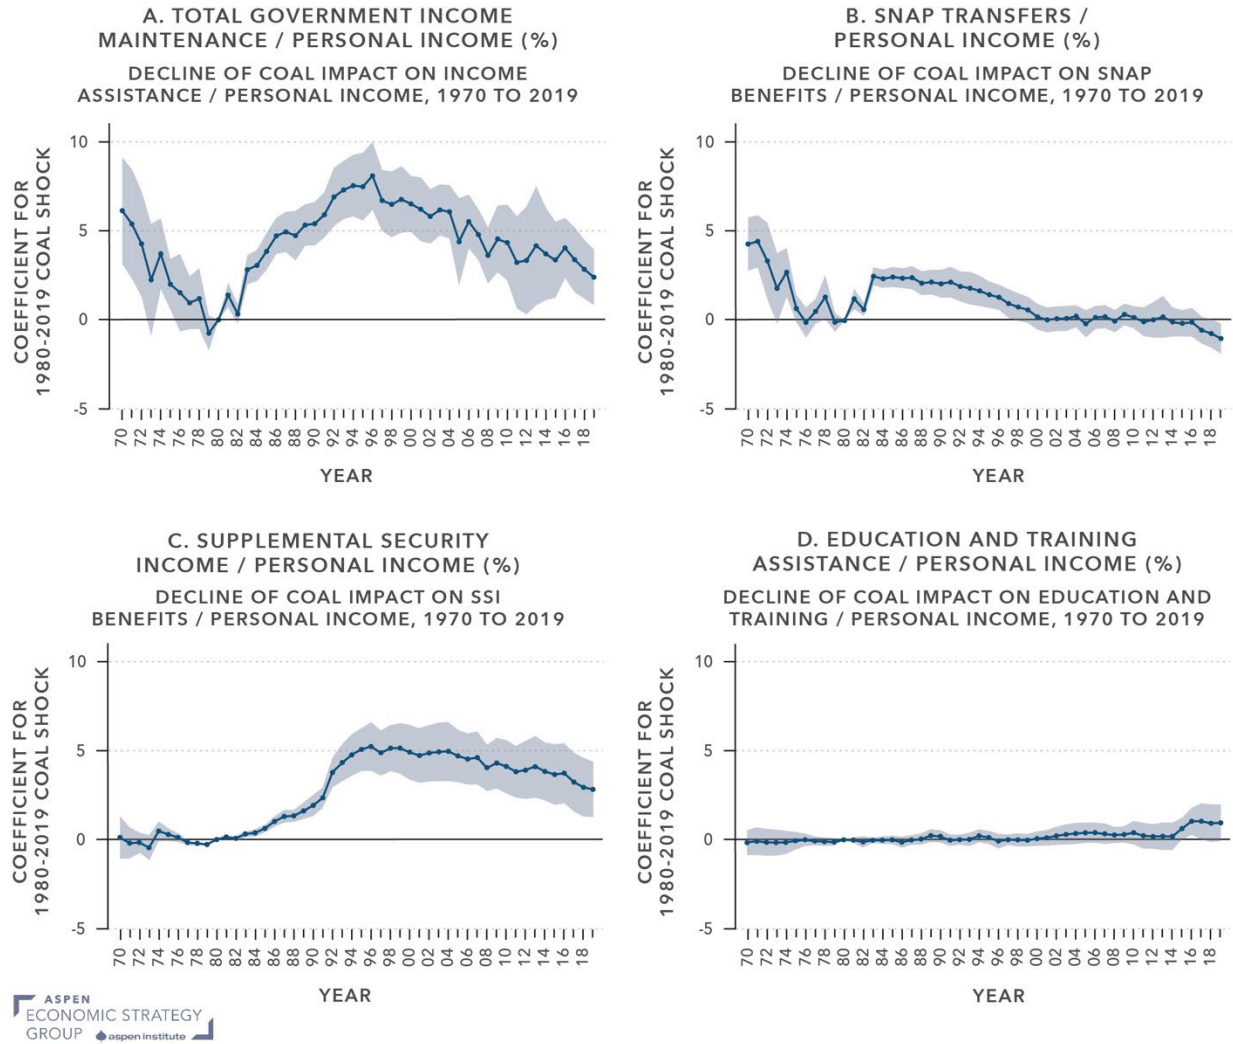 A. TOTAL GOVERNMENT INCOME
MAINTENANCE / PERSONAL INCOME (%)
DECLINE OF COAL IMPACT ON INCOME
ASSISTANCE / PERSONAL INCOME, 1970 TO 2019
COEFFICIENT FOR
1980-2019 COAL SHOCK
10
5
0
-5
70 72 74 76 78 80 82 84 86 88 90 92 94 96 98 00 02 04 06 08 10 12 14 16 18
YEAR
B. SNAP TRANSFERS /
PERSONAL INCOME (%)
DECLINE OF COAL IMPACT ON SNAP
BENEFITS / PERSONAL INCOME, 1970 TO 2019
COEFFICIENT FOR
1980-2019 COAL SHOCK
10
5
0
-5
70 72 74 76 78 80 82 84 86 88 90 92 94 96 98 00 02 04 06 08 10 12 14 16 18
YEAR
C. SUPPLEMENTAL SECURITY
INCOME / PERSONAL INCOME (%)
DECLINE OF COAL IMPACT ON SSI
BENEFITS / PERSONAL INCOME, 1970 TO 2019
COEFFICIENT FOR
1980-2019 COAL SHOCK
10
5
0
-5
70 72 74 76 78 80 82 84 86 88 90 92 94 96 98 00 02 04 06 08 10 12 14 16 18
YEAR
D. EDUCATION AND TRAINING
ASSISTANCE / PERSONAL INCOME (%)
DECLINE OF COAL IMPACT ON EDUCATION AND
TRAINING / PERSONAL INCOME, 1970 TO 2019
COEFFICIENT FOR
1980-2019 COAL SHOCK
10
5
0
-5
70 72 74 76 78 80 82 84 86 88 90 92 94 96 98 00 02 04 06 08 10 12 14 16 18
YEAR
ASPEN
ECONOMIC STRATEGY
GROUP aspen institute